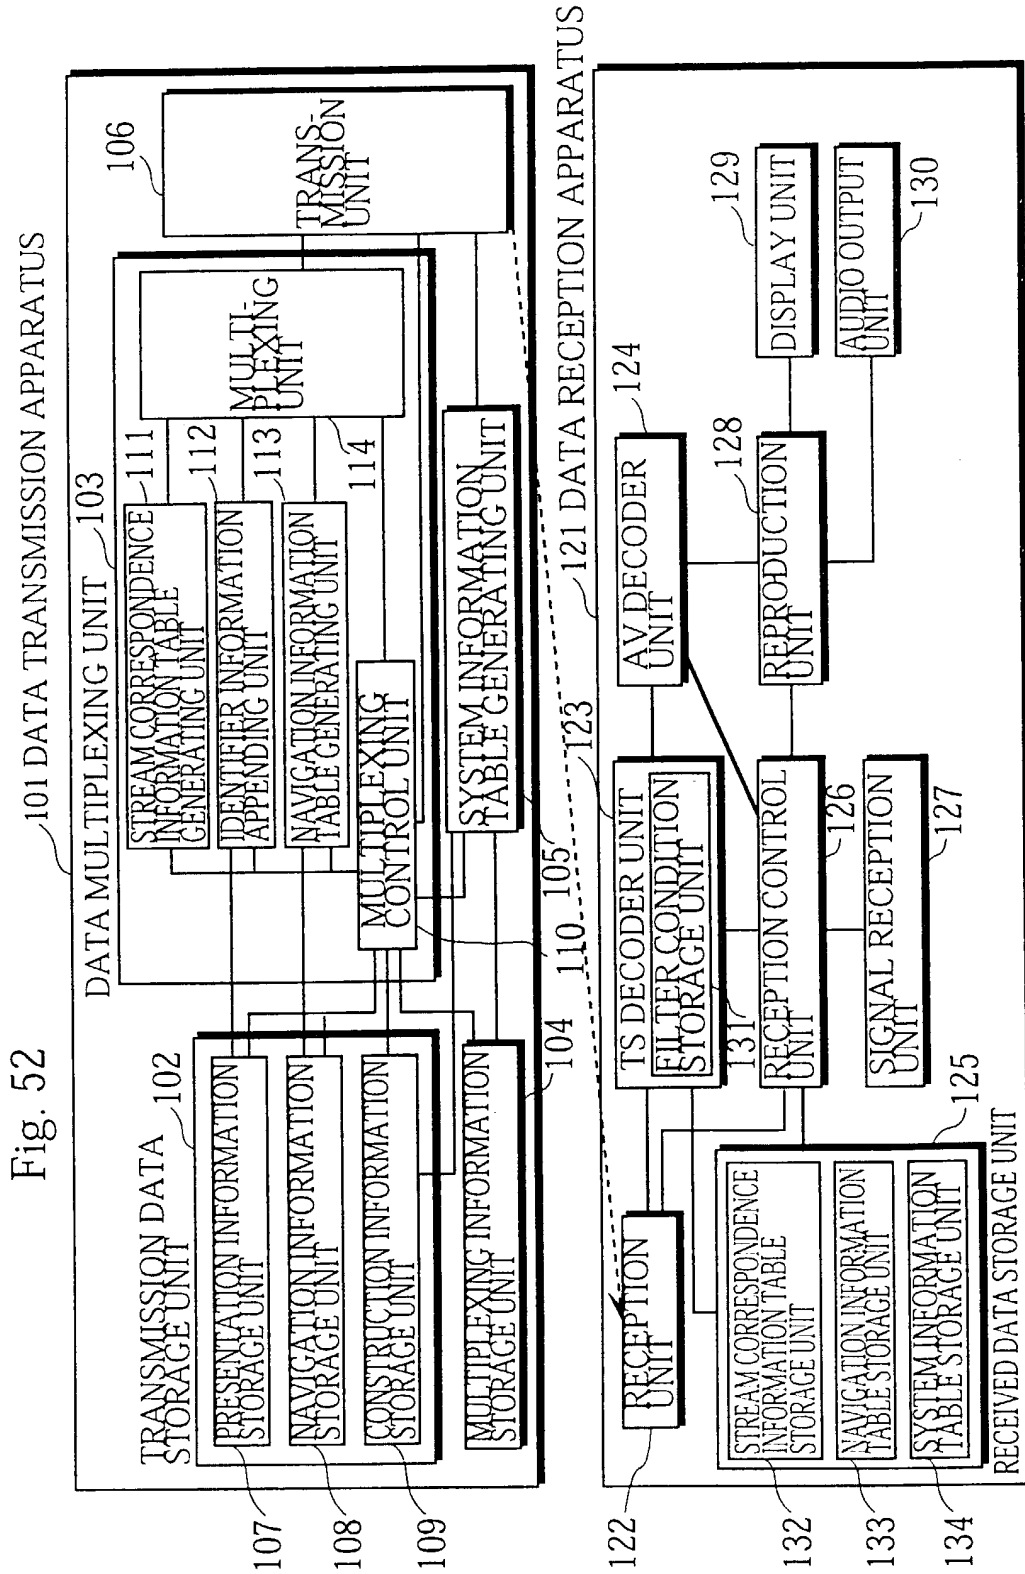 Fig. 52
101 DATA TRANSMISSION APPARATUS
DATA MULTIPLEXING UNIT
103
106
TRANSMISSION DATA
STORAGE UNIT
102
107
PRESENTATION INFORMATION
STORAGE UNIT
108
NAVIGATION INFORMATION
STORAGE UNIT
109
CONSTRUCTION INFORMATION
STORAGE UNIT
MULTIPLEXING INFORMATION
STORAGE UNIT
104
STREAM CORRESPONDENCE
INFORMATION TABLE
GENERATING UNIT
111
IDENTIFIER INFORMATION
APPENDING UNIT
112
NAVIGATION INFORMATION
TABLE GENERATING UNIT
113
MULTIPLEXING
CONTROL UNIT
110
MULTI-
PLEXING
UNIT
114
TRANS-
MISSION
UNIT
SYSTEM INFORMATION
TABLE GENERATING UNIT
105
121 DATA RECEPTION APPARATUS
RECEPTION
UNIT
122
TS DECODER UNIT
123
FILTER CONDITION
STORAGE UNIT
131
AV DECODER
UNIT
124
RECEPTION CONTROL
UNIT
126
REPRODUCTION
UNIT
128
DISPLAY UNIT
129
AUDIO OUTPUT
UNIT
130
SIGNAL RECEPTION
UNIT
127
125
STREAM CORRESPONDENCE
INFORMATION TABLE
STORAGE UNIT
132
NAVIGATION INFORMATION
TABLE STORAGE UNIT
133
SYSTEM INFORMATION
TABLE STORAGE UNIT
134
RECEIVED DATA STORAGE UNIT